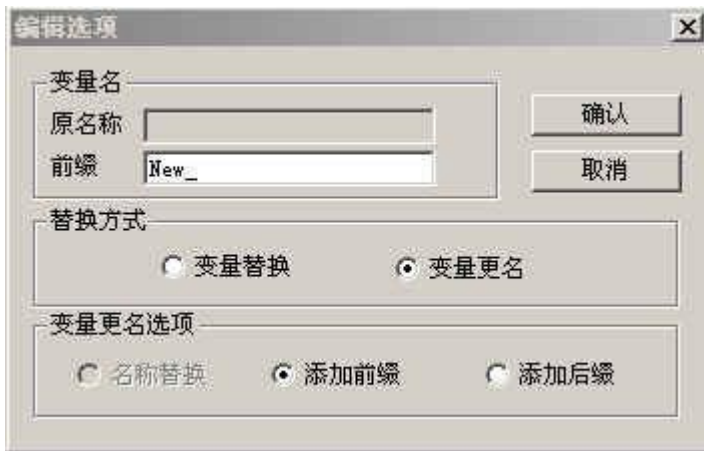 编辑选项
变量名
原名称
确认
前缀 New_
取消
替换方式
变量替换 变量更名
变量更名选项
名称替换 添加前缀 添加后缀